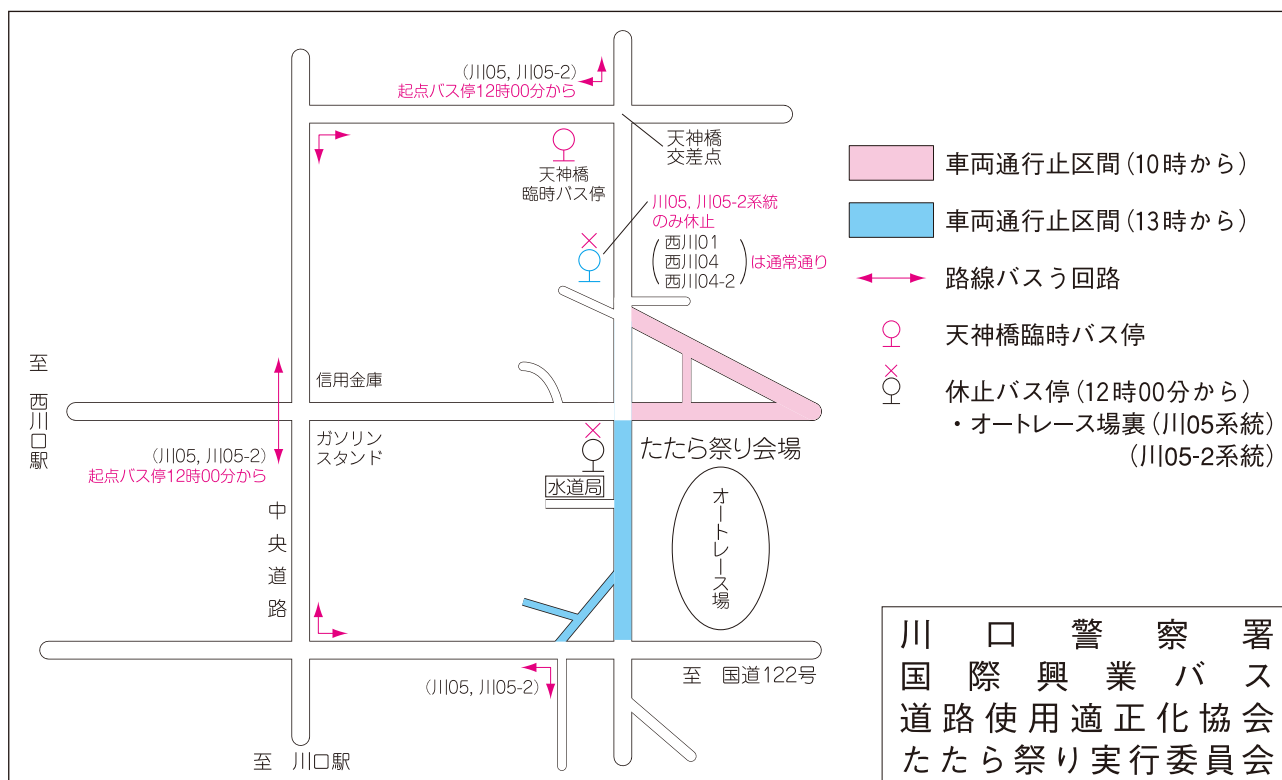 (川05, 川05-2)
起点バス停12時00分から
天神橋
交差点
天神橋
臨時バス停
川05, 川05-2系統
のみ休止
(西川01
西川04
西川04-2)は通常通り
至 西川口駅
信用金庫
ガソリン
スタンド
(川05, 川05-2)
起点バス停12時00分から
たたら祭り会場
水道局
オートレース場
中央道路
(川05, 川05-2)
至 国道122号
至 川口駅
車両通行止区間(10時から)
車両通行止区間(13時から)
路線バスう回路
天神橋臨時バス停
休止バス停(12時00分から)
・オートレース場裏(川05系統)
(川05-2系統)
川口警察署
国際興業バス
道路使用適正化協会
たたら祭り実行委員会